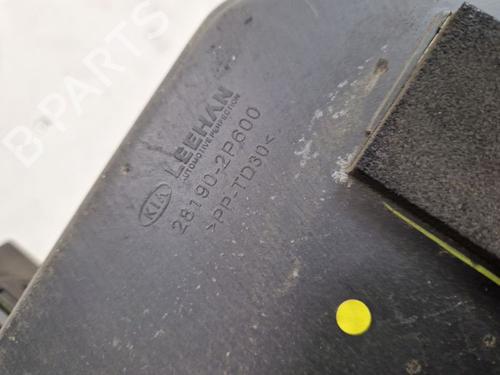 B-PARTS
KIA
LEEHAN
AUTOMOTIVE PERFECTION
28190-2P600
>PP-TD30<